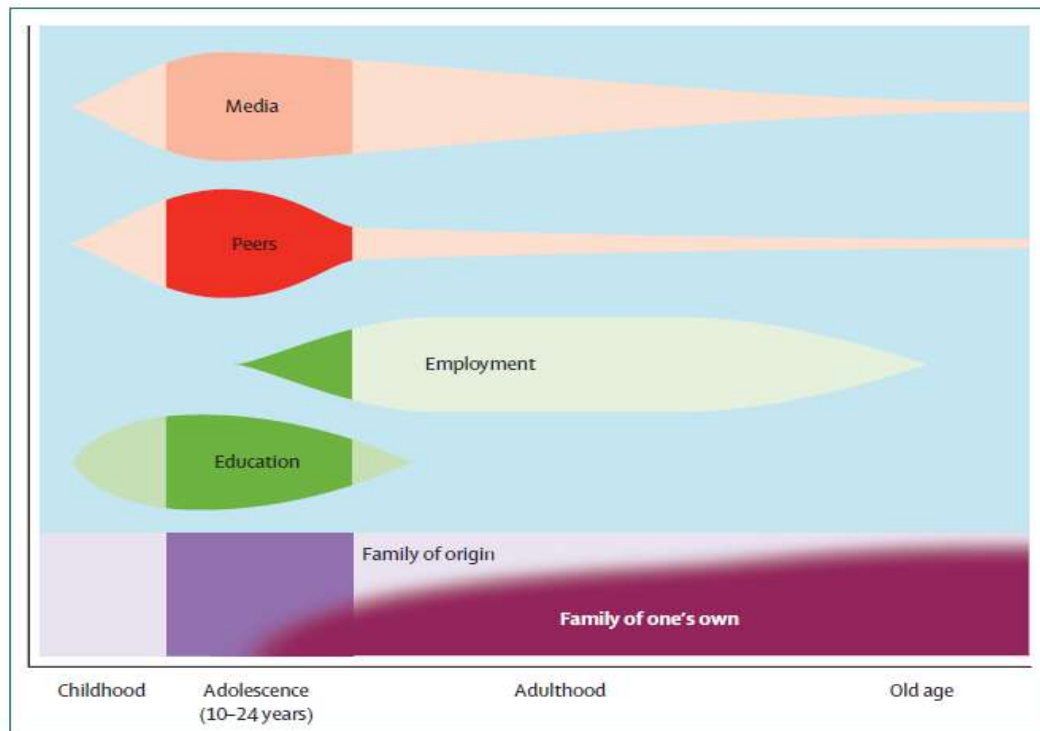 Media
Peers
Employment
Education
Family of origin
Family of one's own
Childhood
Adolescence
(10–24 years)
Adulthood
Old age